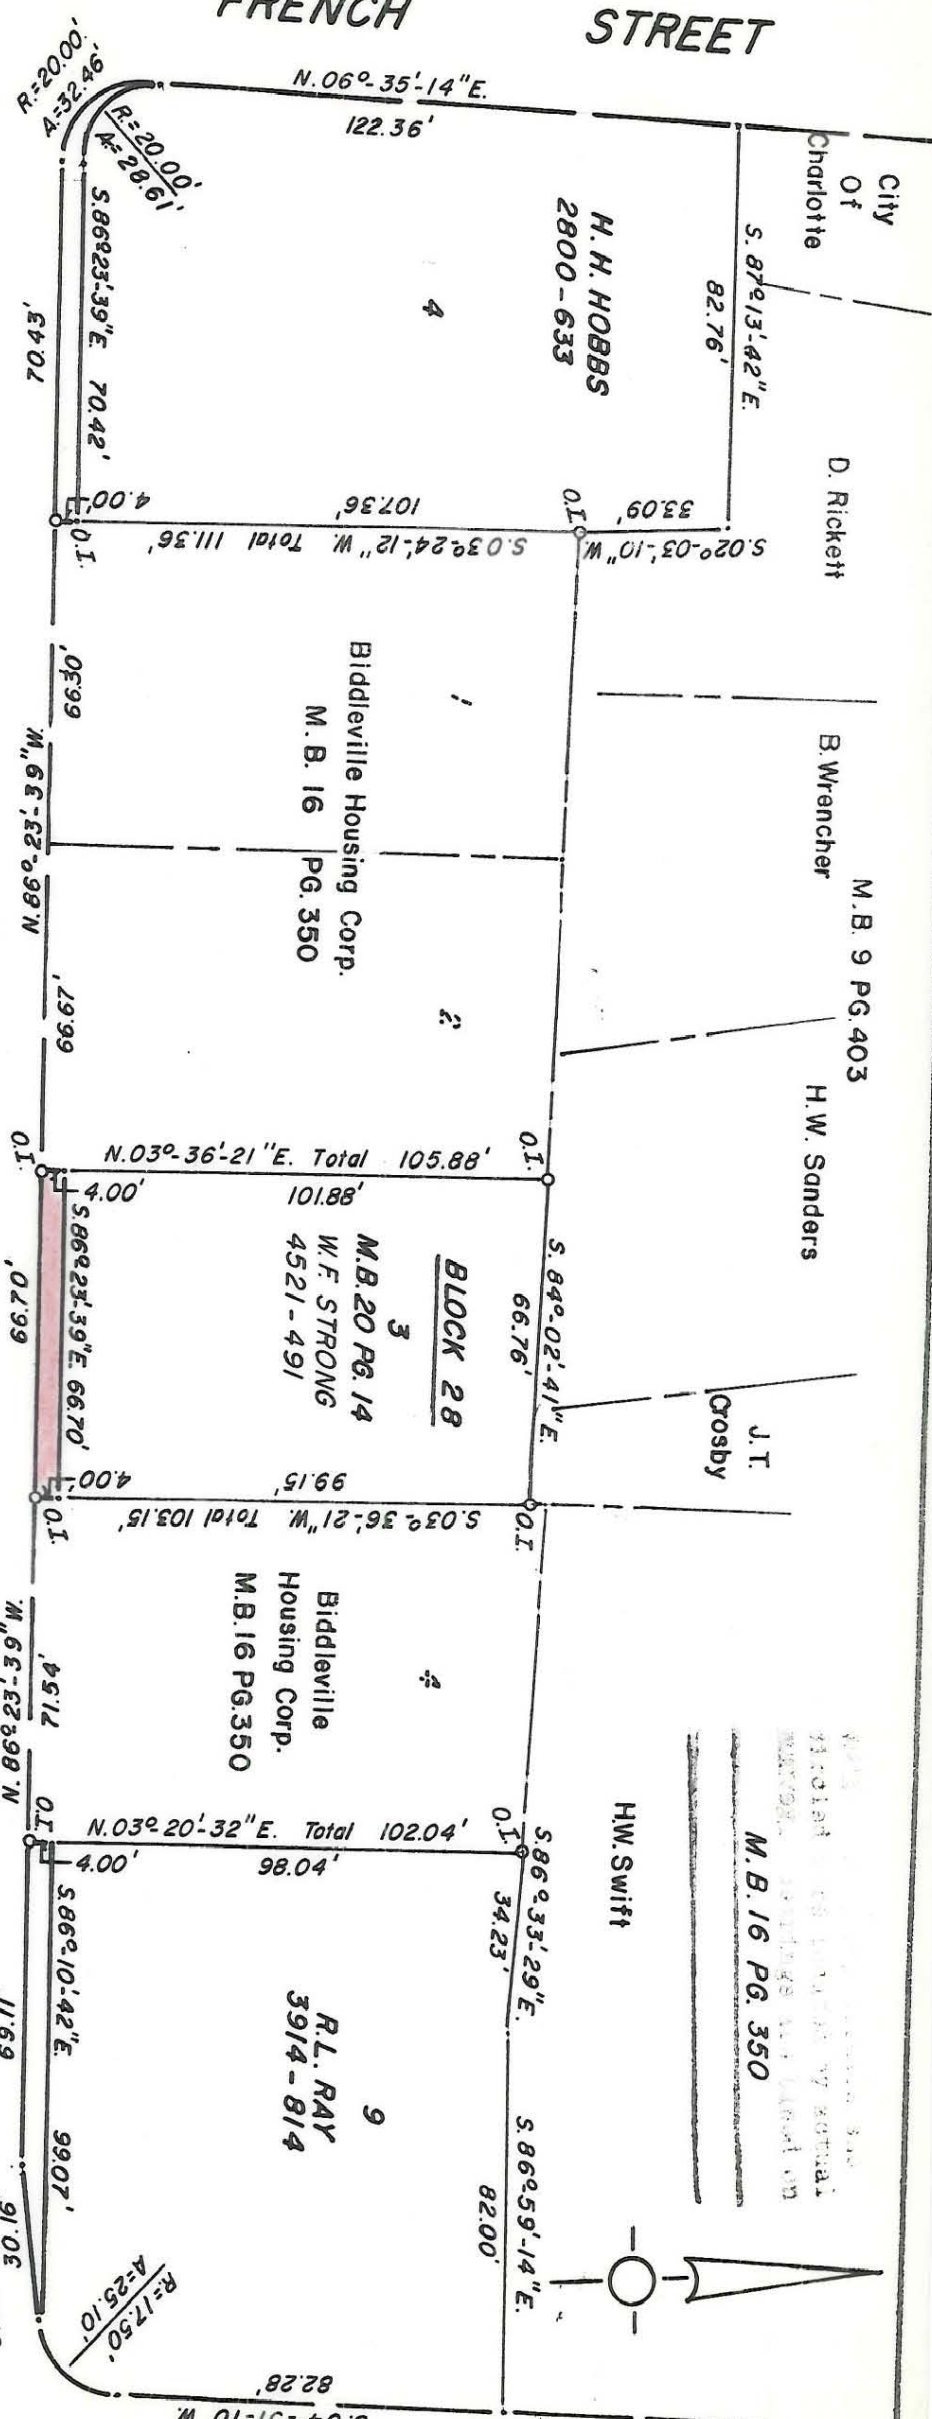 FRENCH STREET
N.06°-35'-14"E.
122.36'
R.=20.00'
A.=32.46'
R.=20.00'
A.=28.61'
City
Of
Charlotte
S. 87°13'-42"E.
82.76'
H. H. HOBBS
2800-633
4
S.86°23'-39"E. 70.42'
70.43'
4.00'
107.36'
O.I.
33.09'
O.I.
S.03°-24'-12" W. Total 111.36'
S.02°-03'-10" W.
D. Rickett
B. Wrencher
M.B. 9 PG. 403
H.W. Sanders
J.T.
Crosby
H.W. Swift
1
Biddleville Housing Corp.
M. B. 16 PG. 350
2
66.30'
N.86°-23'-39"W.
66.67'
O.I.
N.03°-36'-21"E. Total 105.88'
O.I.
4.00'
101.88'
S. 84°-02'-41"E.
66.76'
BLOCK 28
3
M.B. 20 PG. 14
W.F. STRONG
4521-491
S.86°23'-39"E. 66.70'
66.70'
4.00'
99.15'
O.I.
S.03°-36'-21"W. Total 103.15'
O.I.
4
Biddleville
Housing Corp.
M.B. 16 PG. 350
71.54'
N.86°23'-39"W.
O.I.
N.03°20'-32"E. Total 102.04'
O.I.
4.00'
98.04'
S.86°-33'-29"E.
34.23'
M.B. 16 PG. 350
by actual
on
9
R.L. RAY
3914-814
S.86°10'-42"E. 99.07'
69.11
30.16
S.86°59'-14"E.
82.00'
R.=17.50'
A=25.10'
82.28'